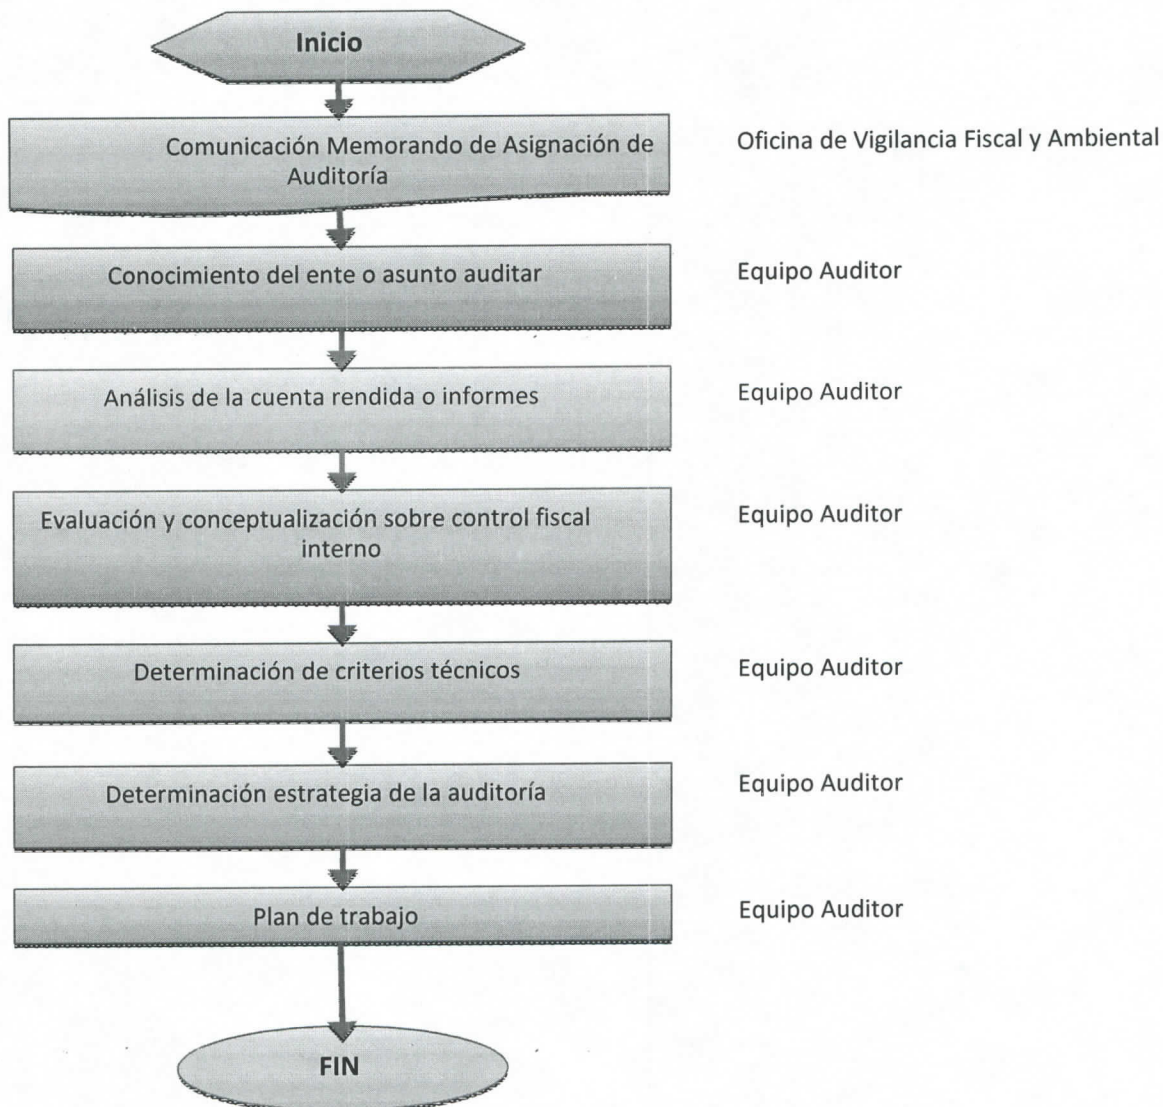 Inicio
Comunicación Memorando de Asignación de
Auditoría
Oficina de Vigilancia Fiscal y Ambiental
Conocimiento del ente o asunto auditar
Equipo Auditor
Análisis de la cuenta rendida o informes
Equipo Auditor
Evaluación y conceptualización sobre control fiscal
interno
Equipo Auditor
Determinación de criterios técnicos
Equipo Auditor
Determinación estrategia de la auditoría
Equipo Auditor
Plan de trabajo
Equipo Auditor
FIN